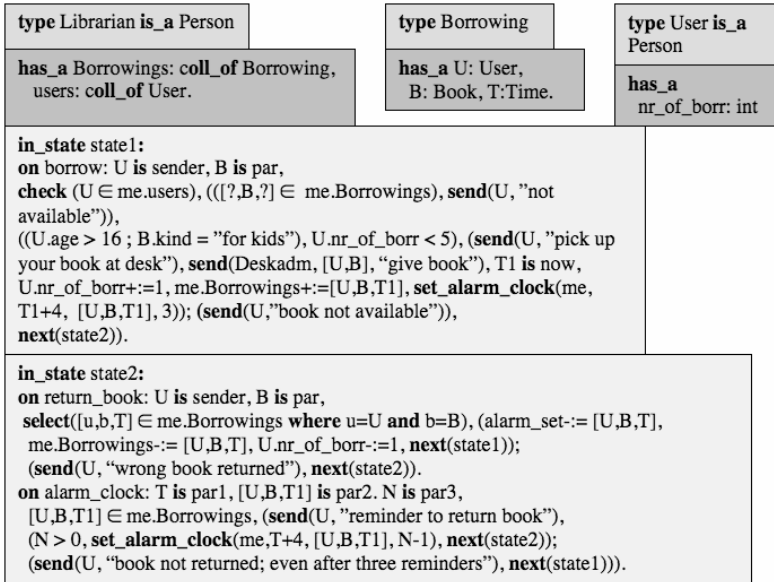 type Librarian is_a Person
has_a Borrowings: coll_of Borrowing,
users: coll_of User.
type Borrowing
has_a U: User,
B: Book, T:Time.
type User is_a
Person
has_a
nr_of_borr: int
in_state state1:
on borrow: U is sender, B is par,
check (U ∈ me.users), (([?,B,?] ∈ me.Borrowings), send(U, "not
available”)),
((U.age > 16 ; B.kind = ”for kids”), U.nr_of_borr < 5), (send(U, ”pick up
your book at desk”), send(Deskadm, [U,B], “give book”), T1 is now,
U.nr_of_borr+:=1, me.Borrowings+:=[U,B,T1], set_alarm_clock(me,
T1+4, [U,B,T1], 3)); (send(U,”book not available”)),
next(state2)).
in_state state2:
on return_book: U is sender, B is par,
select([u,b,T] ∈ me.Borrowings where u=U and b=B), (alarm_set-:= [U,B,T],
me.Borrowings-:= [U,B,T], U.nr_of_borr-:=1, next(state1));
(send(U, “wrong book returned”), next(state2)).
on alarm_clock: T is par1, [U,B,T1] is par2. N is par3,
[U,B,T1] ∈ me.Borrowings, (send(U, ”reminder to return book”),
(N > 0, set_alarm_clock(me,T+4, [U,B,T1], N-1), next(state2));
(send(U, “book not returned; even after three reminders”), next(state1))).